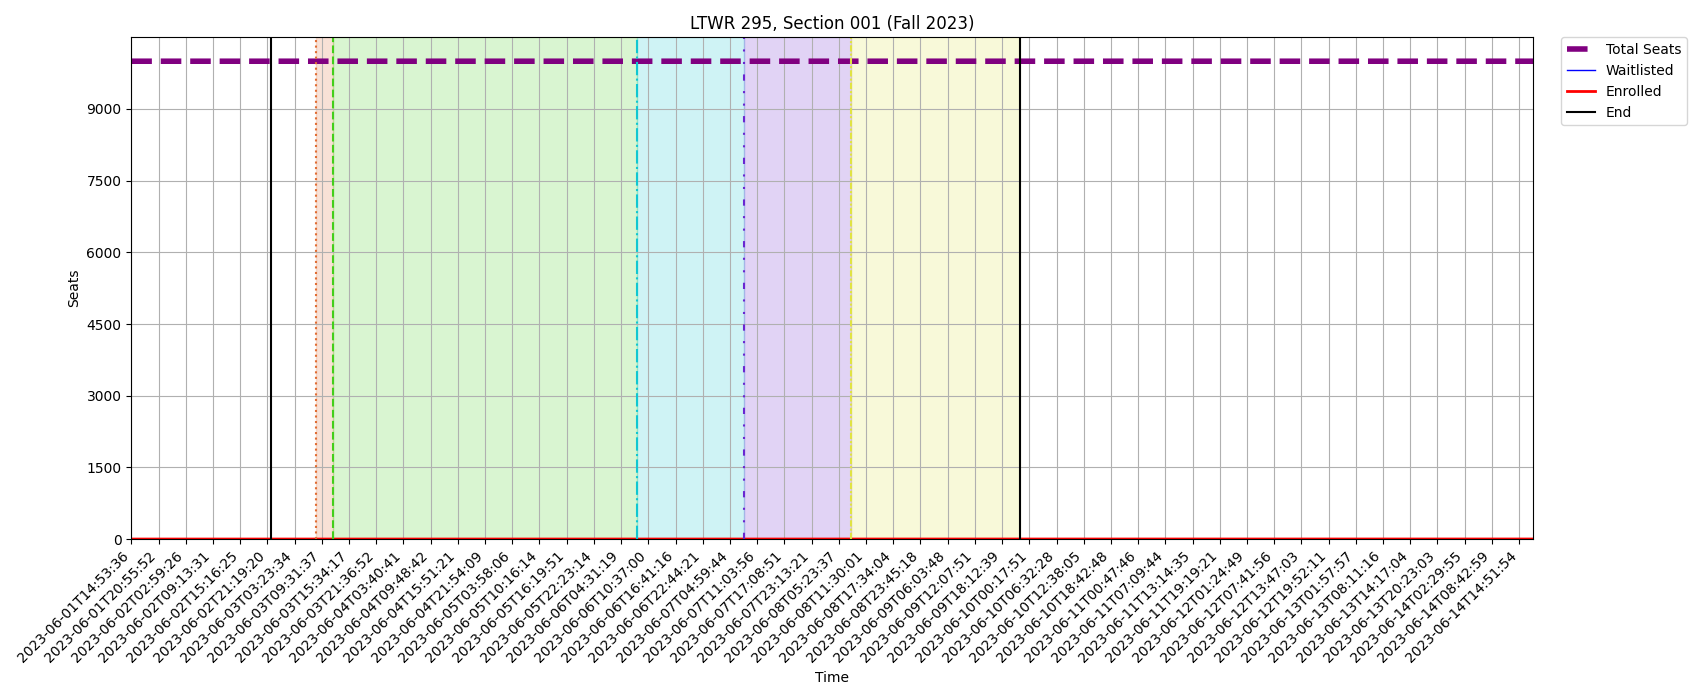 LTWR 295, Section 001 (Fall 2023)
Total Seats
Waitlisted
Enrolled
End
Seats
9000
7500
6000
4500
3000
1500
0
2023-06-01T14:53:36
2023-06-01T20:55:52
2023-06-02T02:59:26
2023-06-02T09:13:31
2023-06-02T15:16:25
2023-06-02T21:19:20
2023-06-03T03:23:34
2023-06-03T09:31:37
2023-06-03T15:34:17
2023-06-03T21:36:52
2023-06-04T03:40:41
2023-06-04T09:48:42
2023-06-04T15:51:21
2023-06-04T21:54:09
2023-06-05T03:58:06
2023-06-05T10:16:14
2023-06-05T16:19:51
2023-06-05T22:23:14
2023-06-06T04:31:19
2023-06-06T10:37:00
2023-06-06T16:41:16
2023-06-06T22:44:21
2023-06-07T04:59:44
2023-06-07T11:03:56
2023-06-07T17:08:51
2023-06-07T23:13:21
2023-06-08T05:23:37
2023-06-08T11:30:01
2023-06-08T17:34:04
2023-06-08T23:45:18
2023-06-09T06:03:48
2023-06-09T12:07:51
2023-06-09T18:12:39
2023-06-10T00:17:51
2023-06-10T06:32:28
2023-06-10T12:38:05
2023-06-10T18:42:48
2023-06-11T00:47:46
2023-06-11T07:09:44
2023-06-11T13:14:35
2023-06-11T19:19:21
2023-06-12T01:24:49
2023-06-12T07:41:56
2023-06-12T13:47:03
2023-06-12T19:52:11
2023-06-13T01:57:57
2023-06-13T08:11:16
2023-06-13T14:17:04
2023-06-13T20:23:03
2023-06-14T02:29:55
2023-06-14T08:42:59
2023-06-14T14:51:54
Time